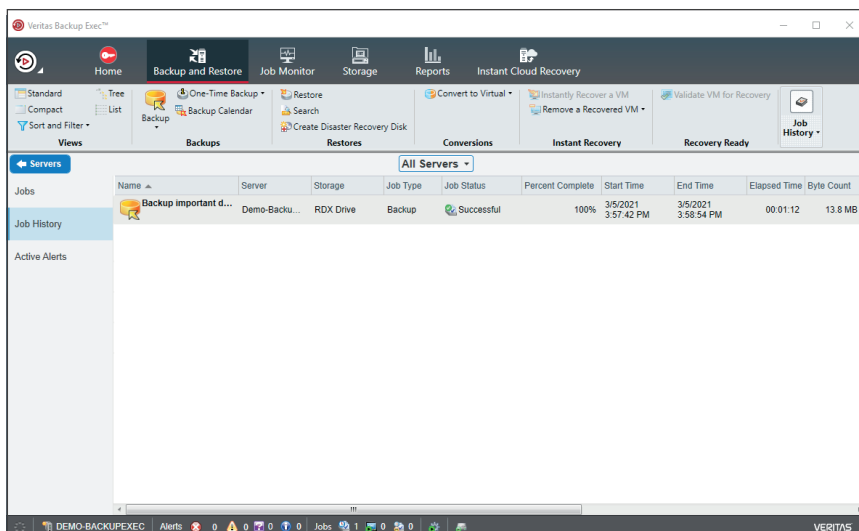 Veritas Backup Exec™
Home
Backup and Restore
Job Monitor
Storage
Reports
Instant Cloud Recovery
Standard
Compact
Sort and Filter
Tree
List
Views
Backup
One-Time Backup
Backup Calendar
Backups
Restore
Search
Create Disaster Recovery Disk
Restores
Convert to Virtual
Conversions
Instantly Recover a VM
Remove a Recovered VM
Instant Recovery
Validate VM for Recovery
Recovery Ready
Job
History
Servers
All Servers
Jobs
Job History
Active Alerts
Name Server Storage Job Type Job Status Percent Complete Start Time End Time Elapsed Time Byte Count
Backup important d... Demo-Backu... RDX Drive Backup Successful 100% 3/5/2021 3:57:42 PM 3/5/2021 3:58:54 PM 00:01:12 13.8 MB
DEMO-BACKUPEXEC Alerts 0 0 0 0 Jobs 1 0 0 VERITAS